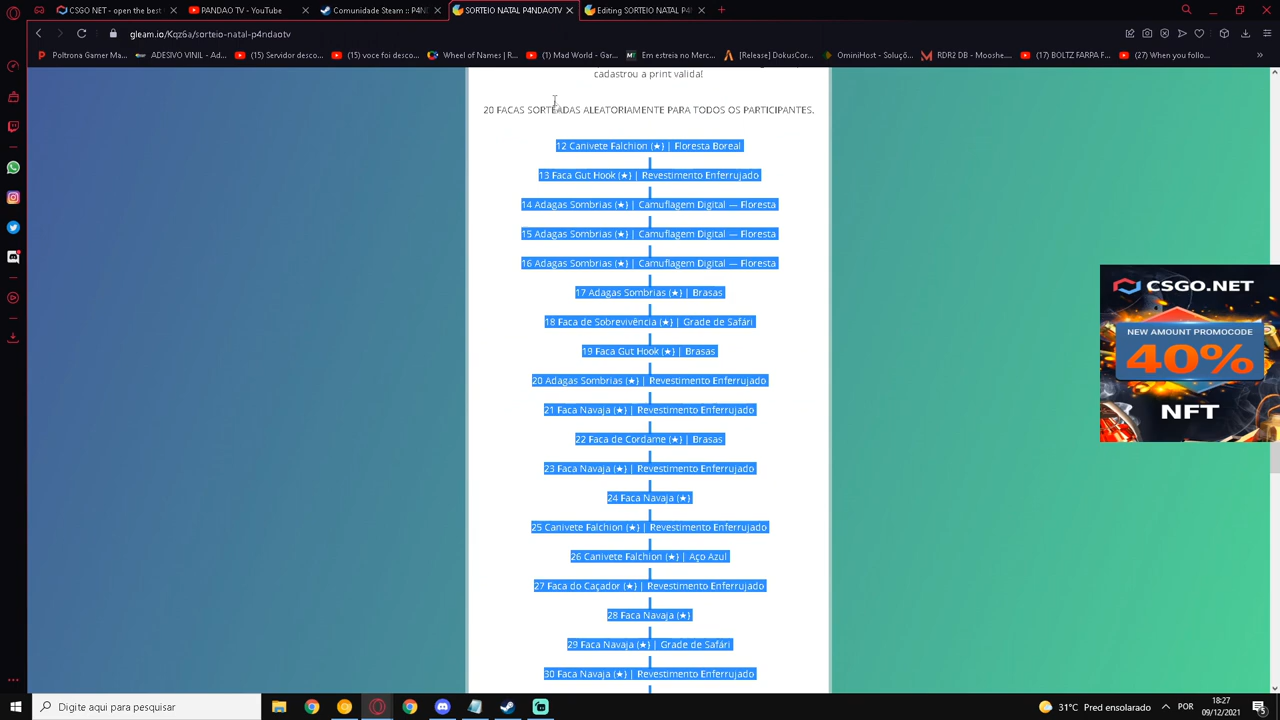 CSGO NET - open the best
PANDAO TV - YouTube
Comunidade Steam :: P4N
SORTEIO NATAL P4NDAOTV
Editing SORTEIO NATAL P4N
gleam.io/Kqz6a/sorteio-natal-p4ndaotv
Poltrona Gamer Ma...
ADESIVO VINIL - Ad...
(15) Servidor desco...
(15) voce foi desco...
Wheel of Names | R...
(1) Mad World - Gar...
Em estreia no Merc...
[Release] DokusCor...
OminiHost - Soluçõ...
RDR2 DB - Mooshe...
(17) BOLTZ FARRA F...
(27) When you follo...
cadastrou a print valida!
20 FACAS SORTEADAS ALEATORIAMENTE PARA TODOS OS PARTICIPANTES.
12 Canivete Falchion (★) | Floresta Boreal
13 Faca Gut Hook (★) | Revestimento Enferrujado
14 Adagas Sombrias (★) | Camuflagem Digital — Floresta
15 Adagas Sombrias (★) | Camuflagem Digital — Floresta
16 Adagas Sombrias (★) | Camuflagem Digital — Floresta
17 Adagas Sombrias (★) | Brasas
18 Faca de Sobrevivência (★) | Grade de Safári
19 Faca Gut Hook (★) | Brasas
20 Adagas Sombrias (★) | Revestimento Enferrujado
21 Faca Navaja (★) | Revestimento Enferrujado
22 Faca de Cordame (★) | Brasas
23 Faca Navaja (★) | Revestimento Enferrujado
24 Faca Navaja (★)
25 Canivete Falchion (★) | Revestimento Enferrujado
26 Canivete Falchion (★) | Aço Azul
27 Faca do Caçador (★) | Revestimento Enferrujado
28 Faca Navaja (★)
29 Faca Navaja (★) | Grade de Safári
30 Faca Navaja (★) | Revestimento Enferrujado
CSGO.NET
NEW AMOUNT PROMOCODE
40%
NFT
Digite aqui para pesquisar
31°C Pred ensolarado
POR
18:27
09/12/2021